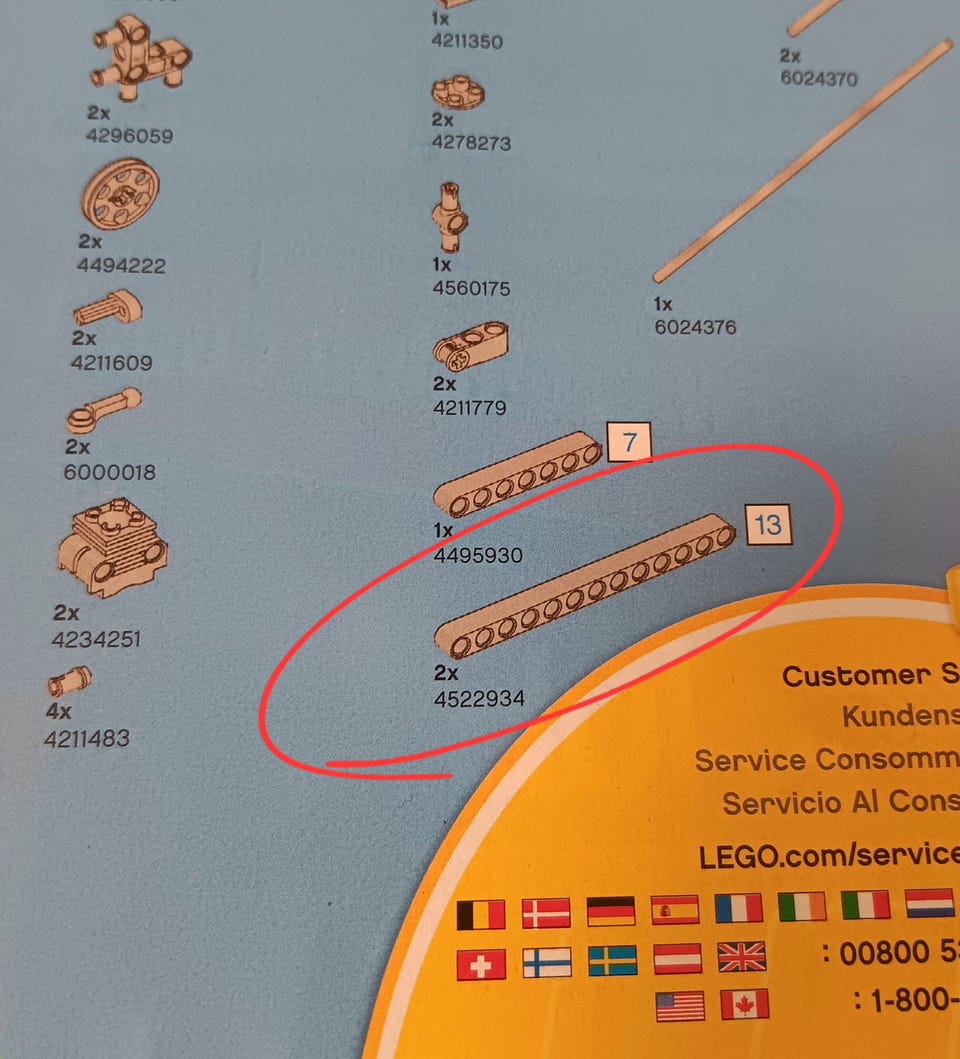 2x
4296059
2x
4494222
2x
4211609
2x
6000018
2x
4234251
4x
4211483
1x
4211350
2x
4278273
1x
4560175
2x
4211779
7
1x
4495930
13
2x
4522934
2x
6024370
1x
6024376
Customer S
Kundens
Service Consomm
Servicio Al Cons
LEGO.com/service
: 00800 5
: 1-800-